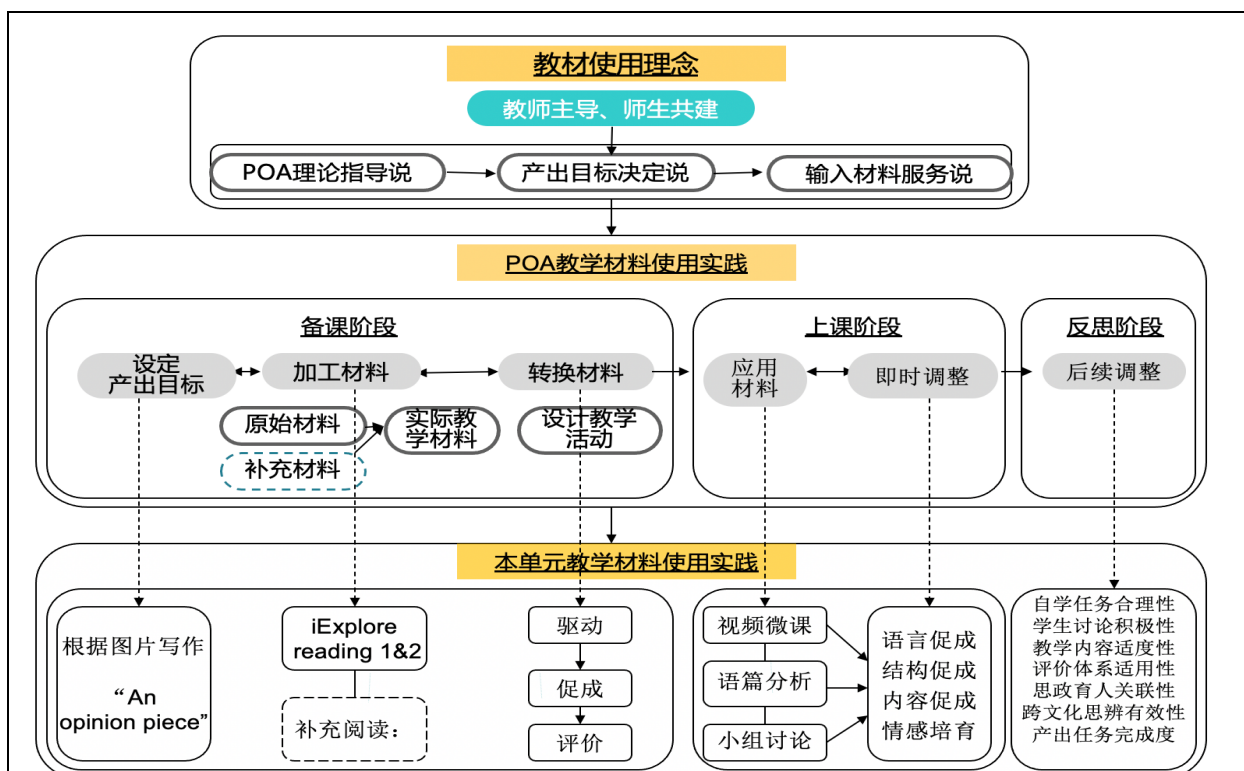 教材使用理念
教师主导、师生共建
POA理论指导说
产出目标决定说
输入材料服务说
POA教学材料使用实践
备课阶段
上课阶段
反思阶段
设定
产出目标
加工材料
转换材料
应用
材料
即时调整
后续调整
原始材料
实际教
学材料
设计教学
活动
补充材料
本单元教学材料使用实践
根据图片写作
“An
opinion piece”
iExplore
reading 1&2
补充阅读：
驱动
促成
评价
视频微课
语篇分析
小组讨论
语言促成
结构促成
内容促成
情感培育
自学任务合理性
学生讨论积极性
教学内容适度性
评价体系适用性
思政育人关联性
跨文化思辨有效性
产出任务完成度